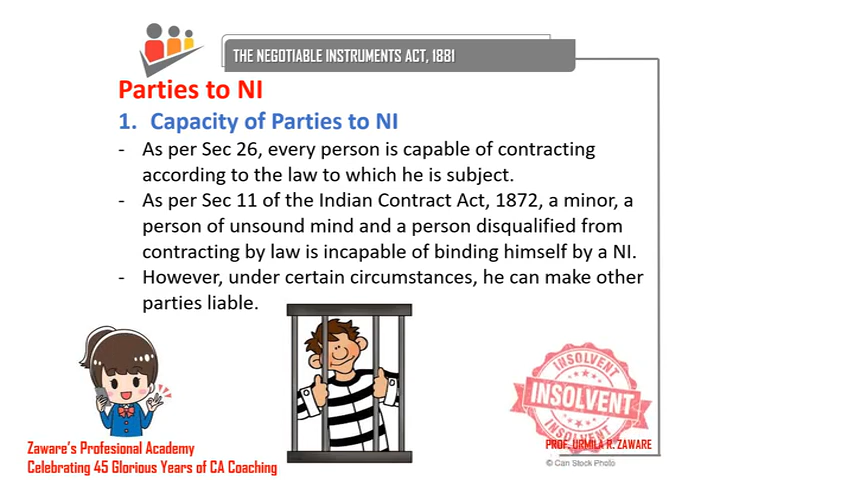 THE NEGOTIABLE INSTRUMENTS ACT, 1881
Parties to NI
1. Capacity of Parties to NI
- As per Sec 26, every person is capable of contracting
according to the law to which he is subject.
- As per Sec 11 of the Indian Contract Act, 1872, a minor, a
person of unsound mind and a person disqualified from
contracting by law is incapable of binding himself by a NI.
- However, under certain circumstances, he can make other
parties liable.
INSOLVENT
INSOLVENT
INSOLVENT
PROF. URMILA R. ZAWARE
© Can Stock Photo
Zaware's Profesional Academy
Celebrating 45 Glorious Years of CA Coaching